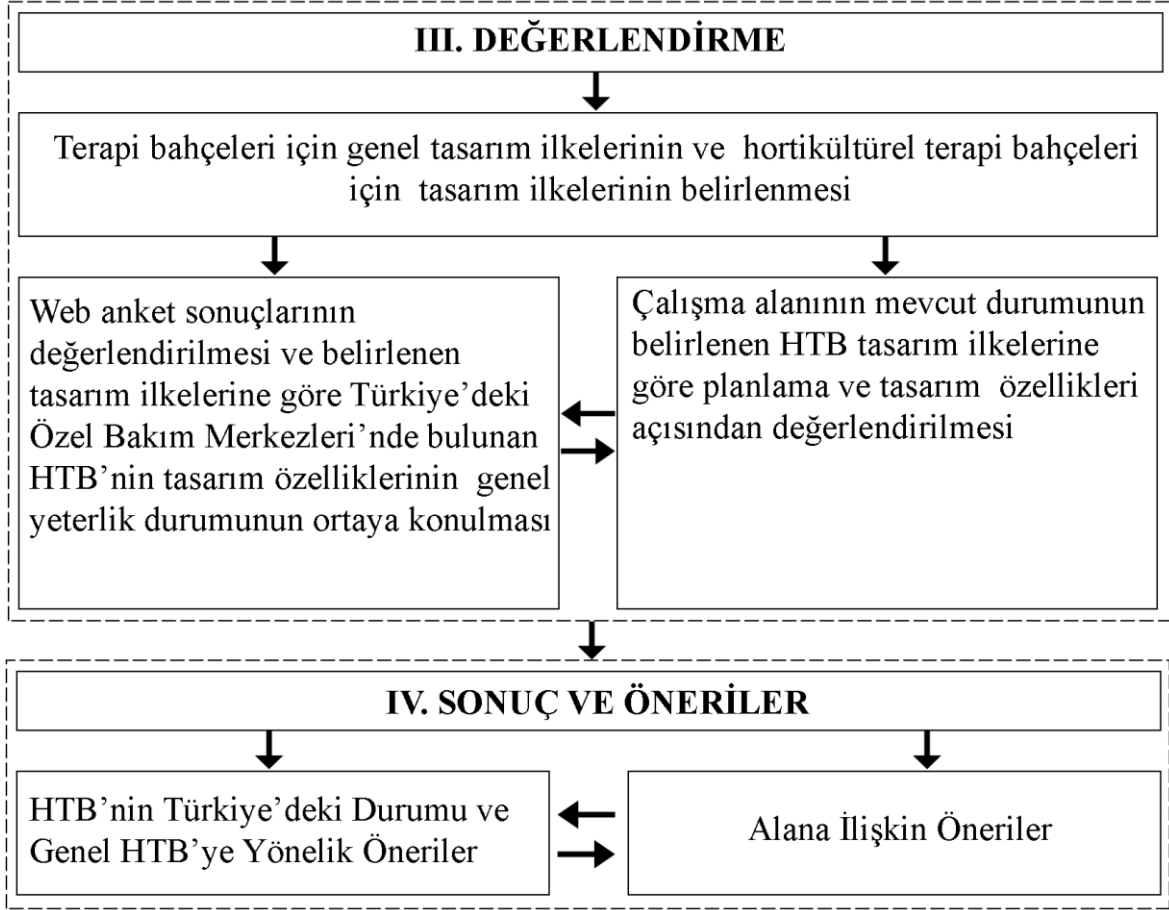 III. DEĞERLENDİRME
Terapi bahçeleri için genel tasarım ilkelerinin ve hortikültürel terapi bahçeleri
için tasarım ilkelerinin belirlenmesi
Web anket sonuçlarının
değerlendirilmesi ve belirlenen
tasarım ilkelerine göre Türkiye’deki
Özel Bakım Merkezleri’nde bulunan
HTB’nin tasarım özelliklerinin genel
yeterlik durumunun ortaya konulması
Çalışma alanının mevcut durumunun
belirlenen HTB tasarım ilkelerine
göre planlama ve tasarım özellikleri
açısından değerlendirilmesi
IV. SONUÇ VE ÖNERİLER
HTB’nin Türkiye’deki Durumu ve
Genel HTB’ye Yönelik Öneriler
Alana İlişkin Öneriler